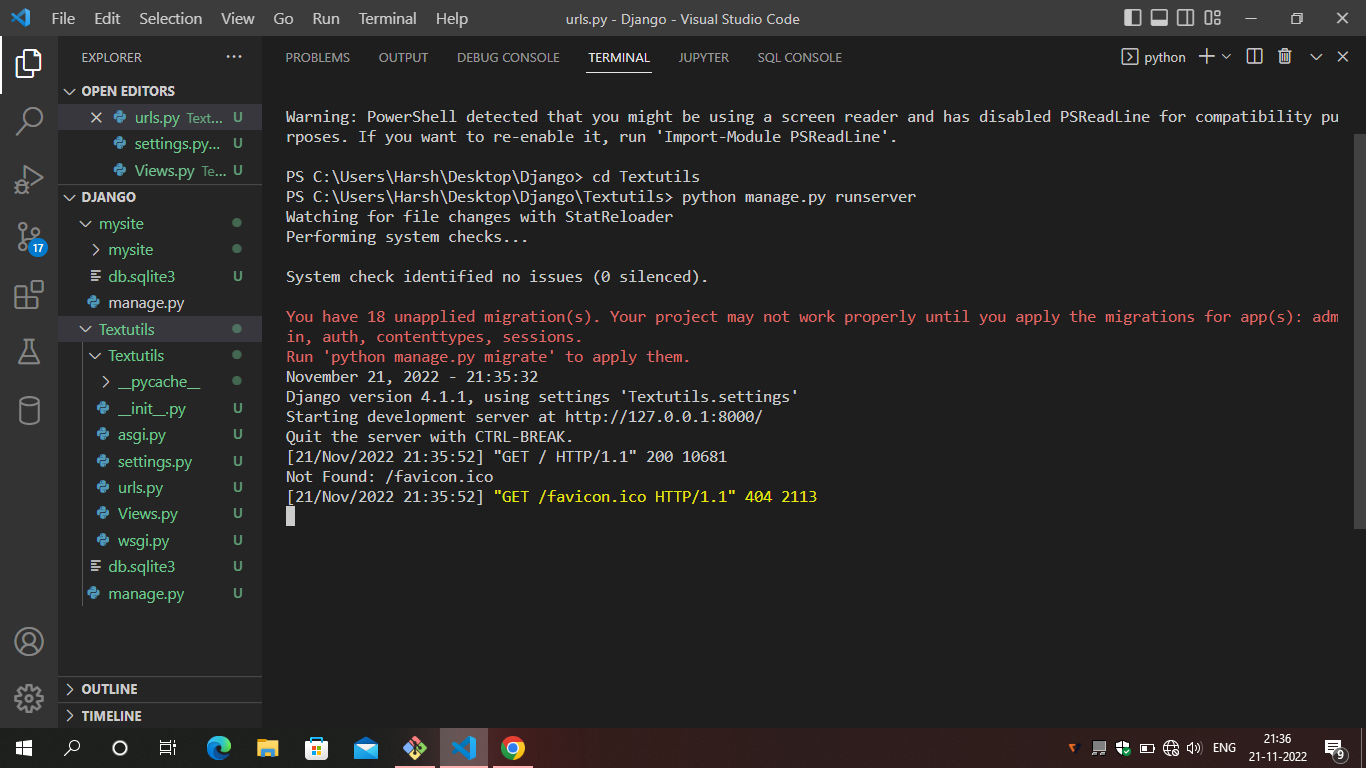 File Edit Selection View Go Run Terminal Help
urls.py - Django - Visual Studio Code
EXPLORER
OPEN EDITORS
urls.py Text... U
settings.py... U
Views.py Te... U
DJANGO
mysite
mysite
db.sqlite3 U
manage.py
Textutils
Textutils
__pycache__
__init__.py U
asgi.py U
settings.py U
urls.py U
Views.py U
wsgi.py U
db.sqlite3 U
manage.py U
OUTLINE
TIMELINE
17
PROBLEMS OUTPUT DEBUG CONSOLE TERMINAL JUPYTER SQL CONSOLE
python
Warning: PowerShell detected that you might be using a screen reader and has disabled PSReadLine for compatibility pu
rposes. If you want to re-enable it, run 'Import-Module PSReadLine'.
PS C:\Users\Harsh\Desktop\Django> cd Textutils
PS C:\Users\Harsh\Desktop\Django\Textutils> python manage.py runserver
Watching for file changes with StatReloader
Performing system checks...
System check identified no issues (0 silenced).
You have 18 unapplied migration(s). Your project may not work properly until you apply the migrations for app(s): adm
in, auth, contenttypes, sessions.
Run 'python manage.py migrate' to apply them.
November 21, 2022 - 21:35:32
Django version 4.1.1, using settings 'Textutils.settings'
Starting development server at http://127.0.0.1:8000/
Quit the server with CTRL-BREAK.
[21/Nov/2022 21:35:52] "GET / HTTP/1.1" 200 10681
Not Found: /favicon.ico
[21/Nov/2022 21:35:52] "GET /favicon.ico HTTP/1.1" 404 2113
ENG
21:36
21-11-2022
9